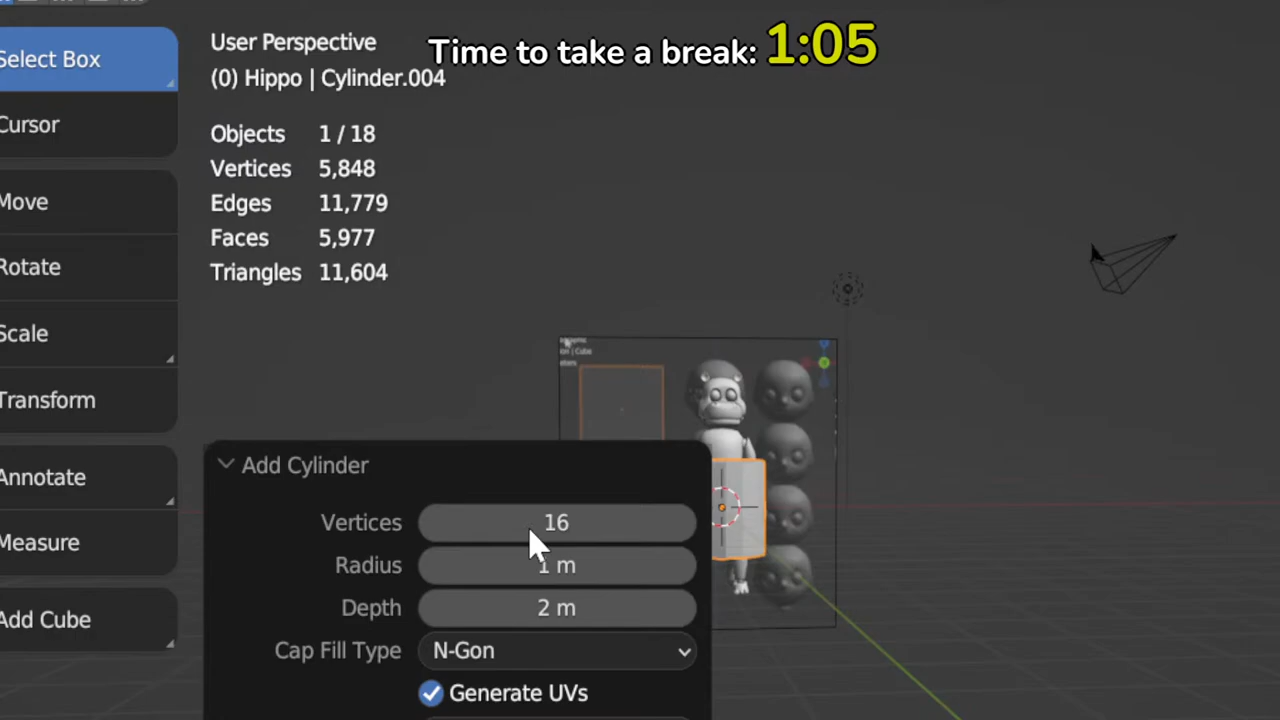 Time to take a break: 1:05
User Perspective
(0) Hippo | Cylinder.004
Objects 1 / 18
Vertices 5,848
Edges 11,779
Faces 5,977
Triangles 11,604
Select Box
Cursor
Move
Rotate
Scale
Transform
Annotate
Measure
Add Cube
Add Cylinder
Vertices 16
Radius 1 m
Depth 2 m
Cap Fill Type N-Gon
Generate UVs